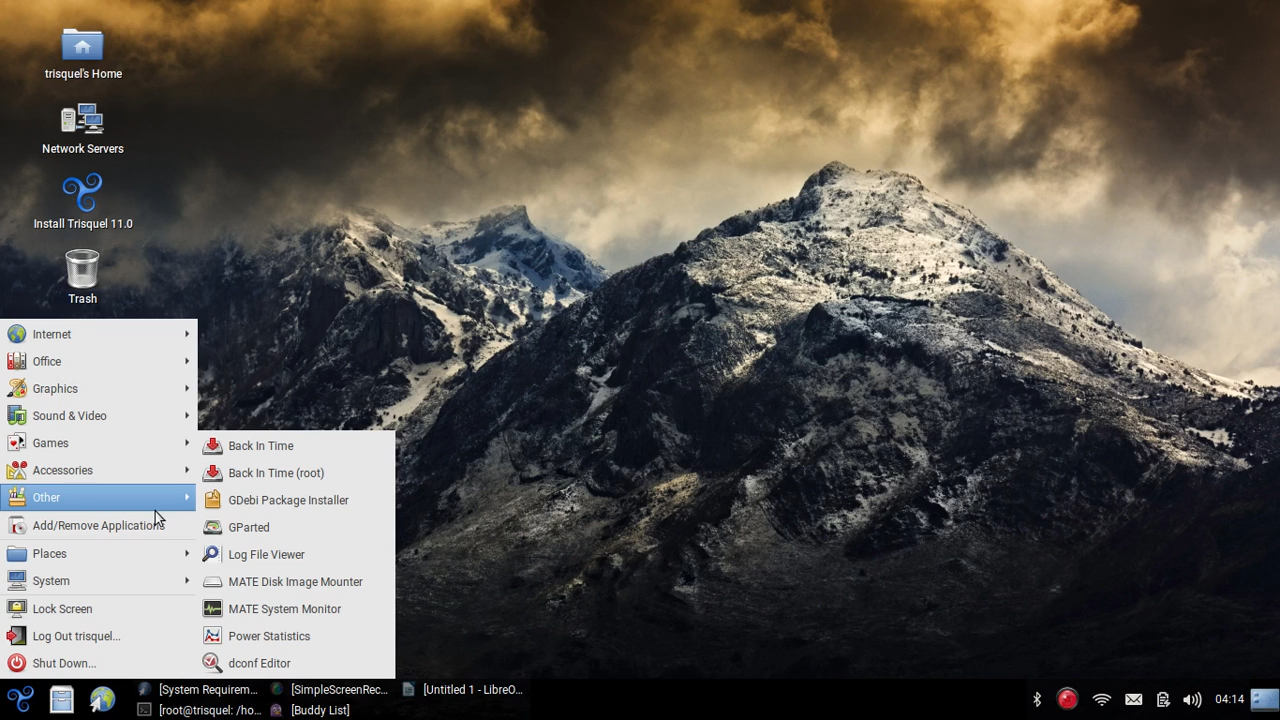 trisquel's Home
Network Servers
Install Trisquel 11.0
Trash
Internet
Office
Graphics
Sound & Video
Games
Accessories
Other
Add/Remove Applications
Places
System
Lock Screen
Log Out trisquel...
Shut Down...
Back In Time
Back In Time (root)
GDebi Package Installer
GParted
Log File Viewer
MATE Disk Image Mounter
MATE System Monitor
Power Statistics
dconf Editor
[System Requirem...
[SimpleScreenRec...
[Untitled 1 - LibreO...
[root@trisquel: /ho...
[Buddy List]
04:14